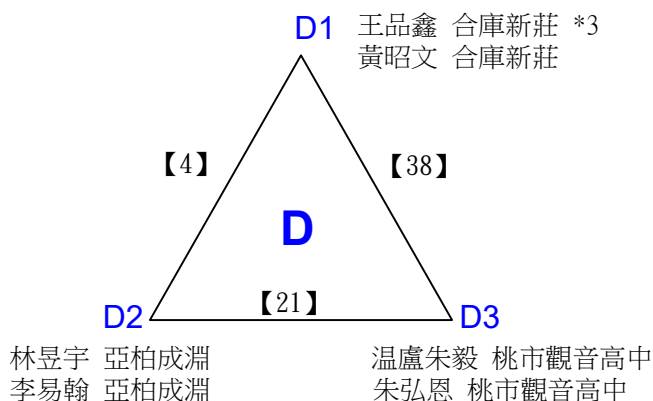 D1 王品鑫 合庫新莊 *3
黃昭文 合庫新莊
【4】 【38】
D
【21】
D2 D3
林昱宇 亞柏成淵 温盧朱毅 桃市觀音高中
李易翰 亞柏成淵 朱弘恩 桃市觀音高中